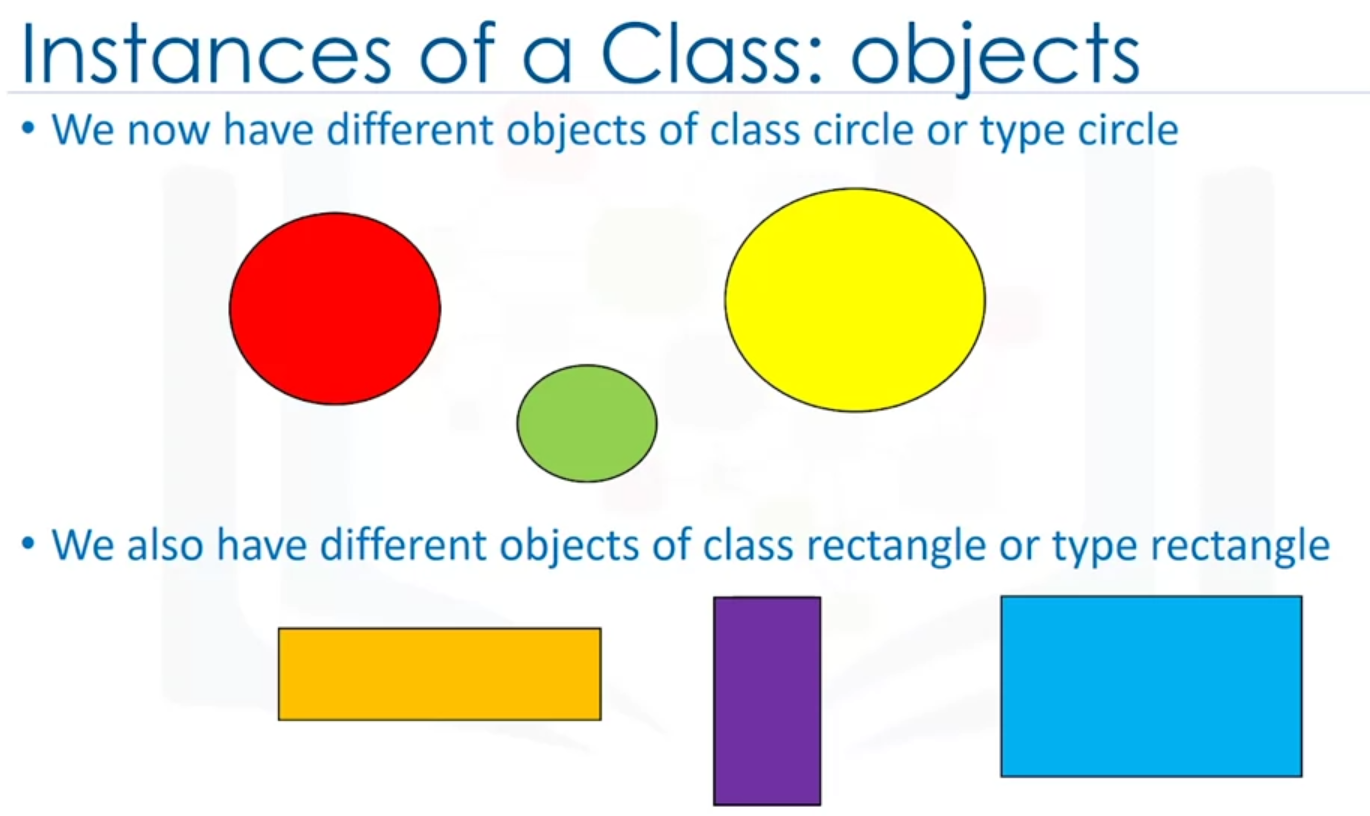 Instances of a Class: objects
• We now have different objects of class circle or type circle
• We also have different objects of class rectangle or type rectangle